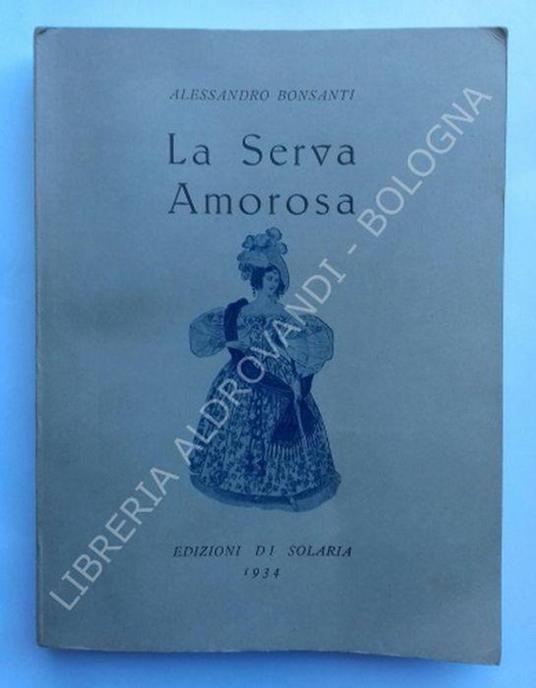 ALESSANDRO BONSANTI
La Serva
Amorosa
EDIZIONI DI SOLARIA
1934
LIBRERIA ALDROVANDI - BOLOGNA